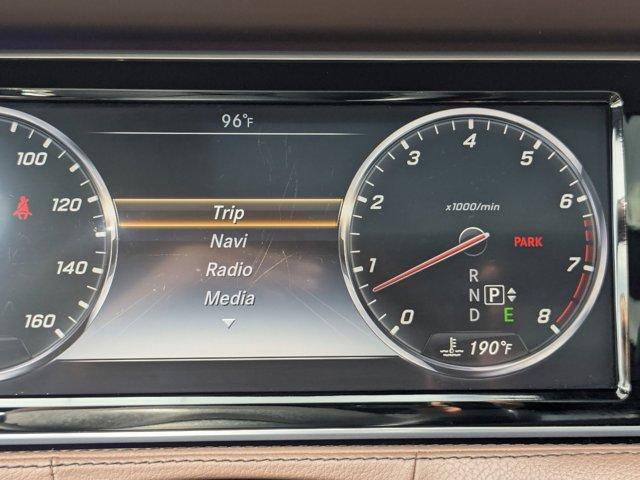 96°F
100
120
140
160
Trip
Navi
Radio
Media
0
1
2
3
4
5
6
7
8
x1000/min
PARK
R
N P
D E
190°F